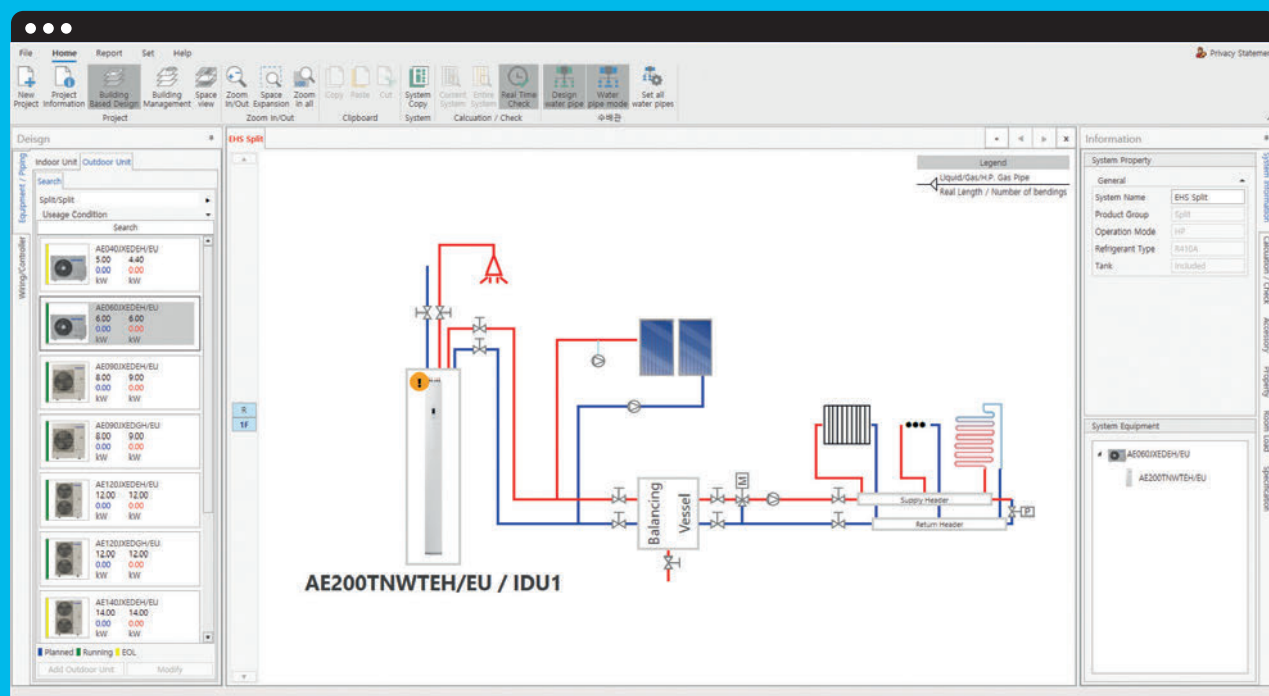 File Home Report Set Help
Privacy Stateme
New Project
Project Information
Building Based Design
Building Management
Space view
Zoom In/Out
Space Expansion
Zoom in all
Copy
Paste
Cut
System Copy
Current System
Entire System
Real Time Check
Design water pipe
Water pipe mode
Set all water pipes
Project
Zoom In/Out
Clipboard
System
Calcuation / Check
수배관
Deisgn
Equipment / Piping
Wiring/Controller
Indoor Unit Outdoor Unit
Search
Split/Split
Useage Condition
Search
AE040JXEDEH/EU
5.00 4.40
0.00 0.00
kW kW
AE060JXEDEH/EU
6.00 6.00
0.00 0.00
kW kW
AE090JXEDEH/EU
8.00 9.00
0.00 0.00
kW kW
AE090JXEDGH/EU
8.00 9.00
0.00 0.00
kW kW
AE120JXEDEH/EU
12.00 12.00
0.00 0.00
kW kW
AE120JXEDGH/EU
12.00 12.00
0.00 0.00
kW kW
AE140JXEDEH/EU
14.00 14.00
0.00 0.00
kW kW
Planned Running EOL
Add Outdoor Unit Modify
EHS Split
R
1F
Legend
Liquid/Gas/H.P. Gas Pipe
Real Length / Number of bendings
!
M
Balancing
Vessel
Supply Header
Return Header
P
AE200TNWTEH/EU / IDU1
Information
System Property
General
System Name EHS Split
Product Group Split
Operation Mode HP
Refrigerant Type R410A
Tank Included
System Equipment
AE060JXEDEH/EU
AE200TNWTEH/EU
System Information
Calcuation / Check
Accessory
Property
Room Load
Specification